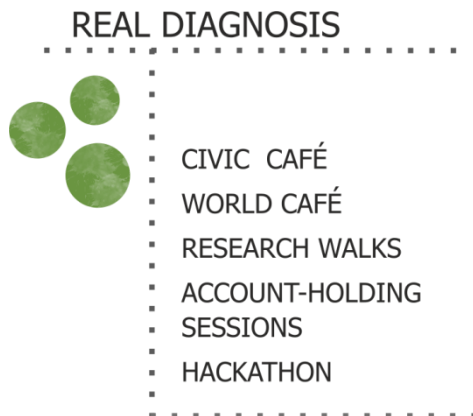 REAL DIAGNOSIS
CIVIC CAFÉ
WORLD CAFÉ
RESEARCH WALKS
ACCOUNT-HOLDING
SESSIONS
HACKATHON